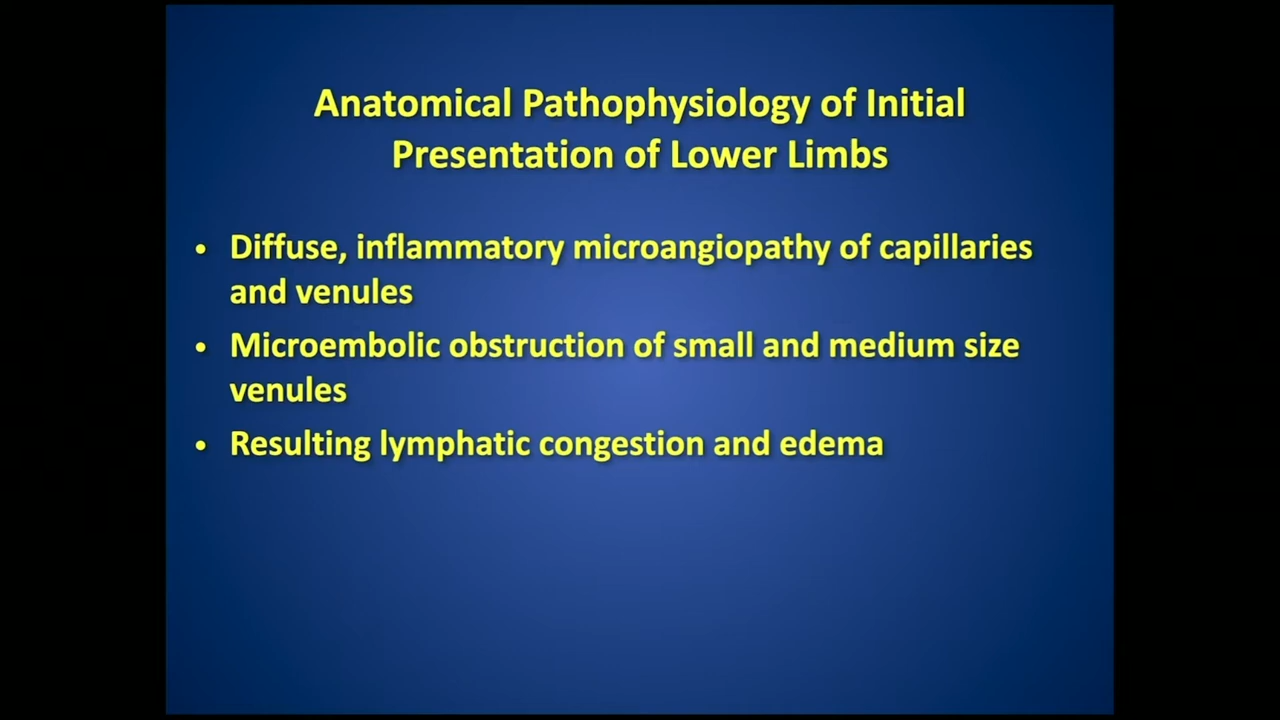 Anatomical Pathophysiology of Initial
Presentation of Lower Limbs
• Diffuse, inflammatory microangiopathy of capillaries
and venules
• Microembolic obstruction of small and medium size
venules
• Resulting lymphatic congestion and edema